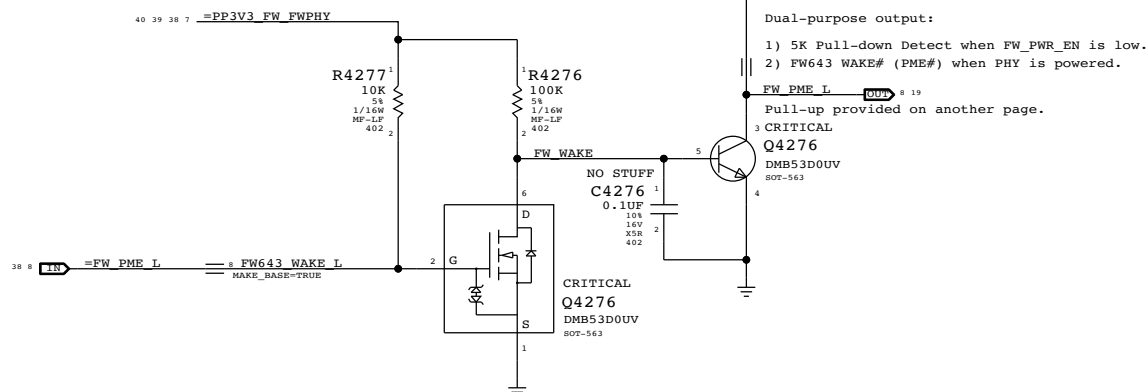 40 39 38 7 =PP3V3_FW_FWPHY
Dual-purpose output:
1) 5K Pull-down Detect when FW_PWR_EN is low.
2) FW643 WAKE# (PME#) when PHY is powered.
FW_PME_L OUT 8 19
Pull-up provided on another page.
1
R4277
10K
5%
1/16W
MF-LF
402
2
1
R4276
100K
5%
1/16W
MF-LF
402
2
FW_WAKE
3 CRITICAL
Q4276
DMB53D0UV
SOT-563
5
4
NO STUFF
C4276 1
0.1UF
10%
16V
X5R
402
2
6
D
38 8 IN =FW_PME_L 8 FW643_WAKE_L
MAKE_BASE=TRUE
2 G
CRITICAL
Q4276
DMB53D0UV
SOT-563
S
1